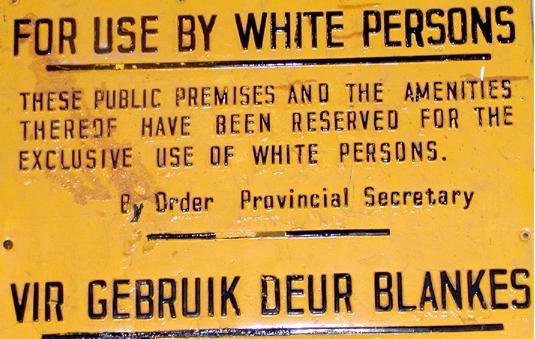 FOR USE BY WHITE PERSONS
THESE PUBLIC PREMISES AND THE AMENITIES
THEREOF HAVE BEEN RESERVED FOR THE
EXCLUSIVE USE OF WHITE PERSONS.
By Order Provincial Secretary
VIR GEBRUIK DEUR BLANKES